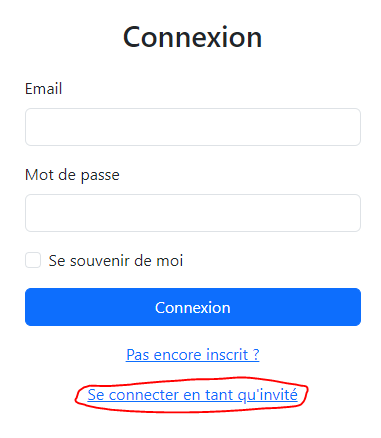 Connexion
Email
Mot de passe
Se souvenir de moi
Connexion
Pas encore inscrit ?
Se connecter en tant qu'invité